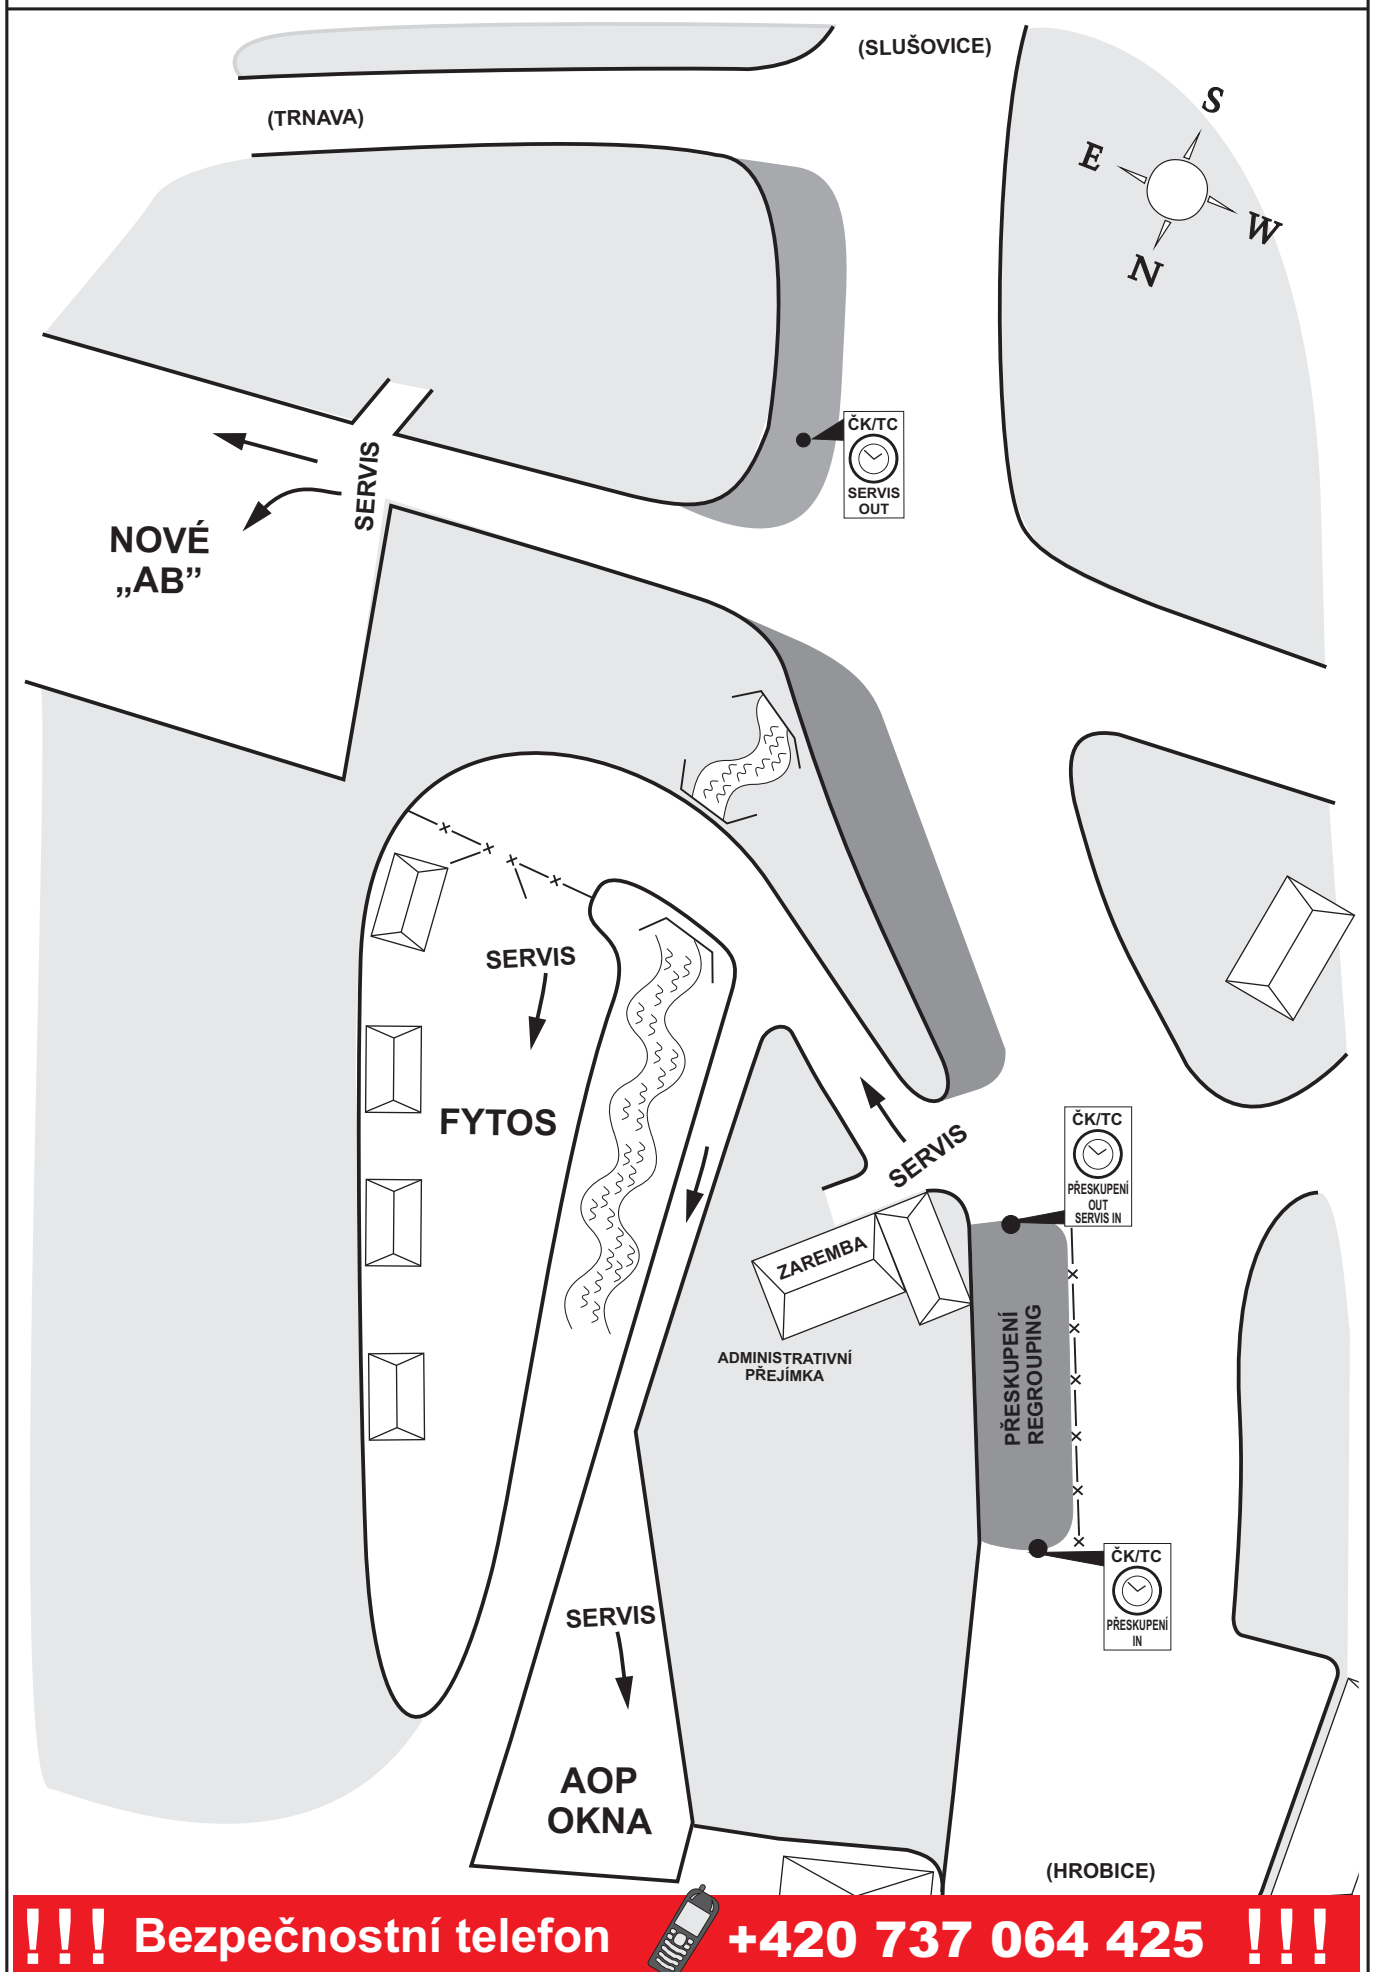 (SLUŠOVICE)
(TRNAVA)
S
E
W
N
ČK/TC
SERVIS
OUT
SERVIS
NOVÉ
„AB”
SERVIS
FYTOS
SERVIS
ČK/TC
PŘESKUPENÍ
OUT
SERVIS IN
ZAREMBA
ADMINISTRATIVNÍ
PŘEJÍMKA
PŘESKUPENÍ
REGROUPING
ČK/TC
PŘESKUPENÍ
IN
SERVIS
AOP
OKNA
(HROBICE)
!!! Bezpečnostní telefon +420 737 064 425 !!!